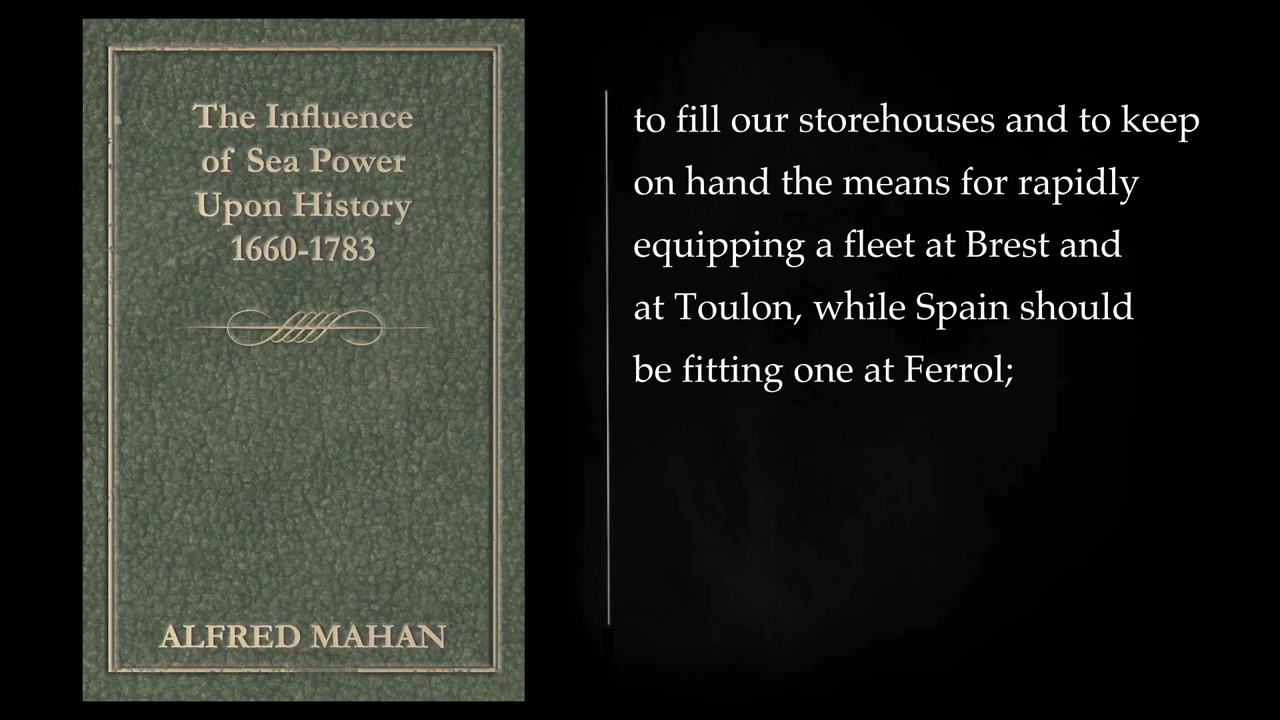 The Influence
of Sea Power
Upon History
1660-1783
ALFRED MAHAN
to fill our storehouses and to keep
on hand the means for rapidly
equipping a fleet at Brest and
at Toulon, while Spain should
be fitting one at Ferrol;